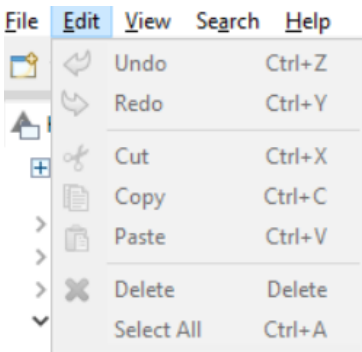 File Edit View Search Help
Undo Ctrl+Z
Redo Ctrl+Y
Cut Ctrl+X
Copy Ctrl+C
Paste Ctrl+V
Delete Delete
Select All Ctrl+A